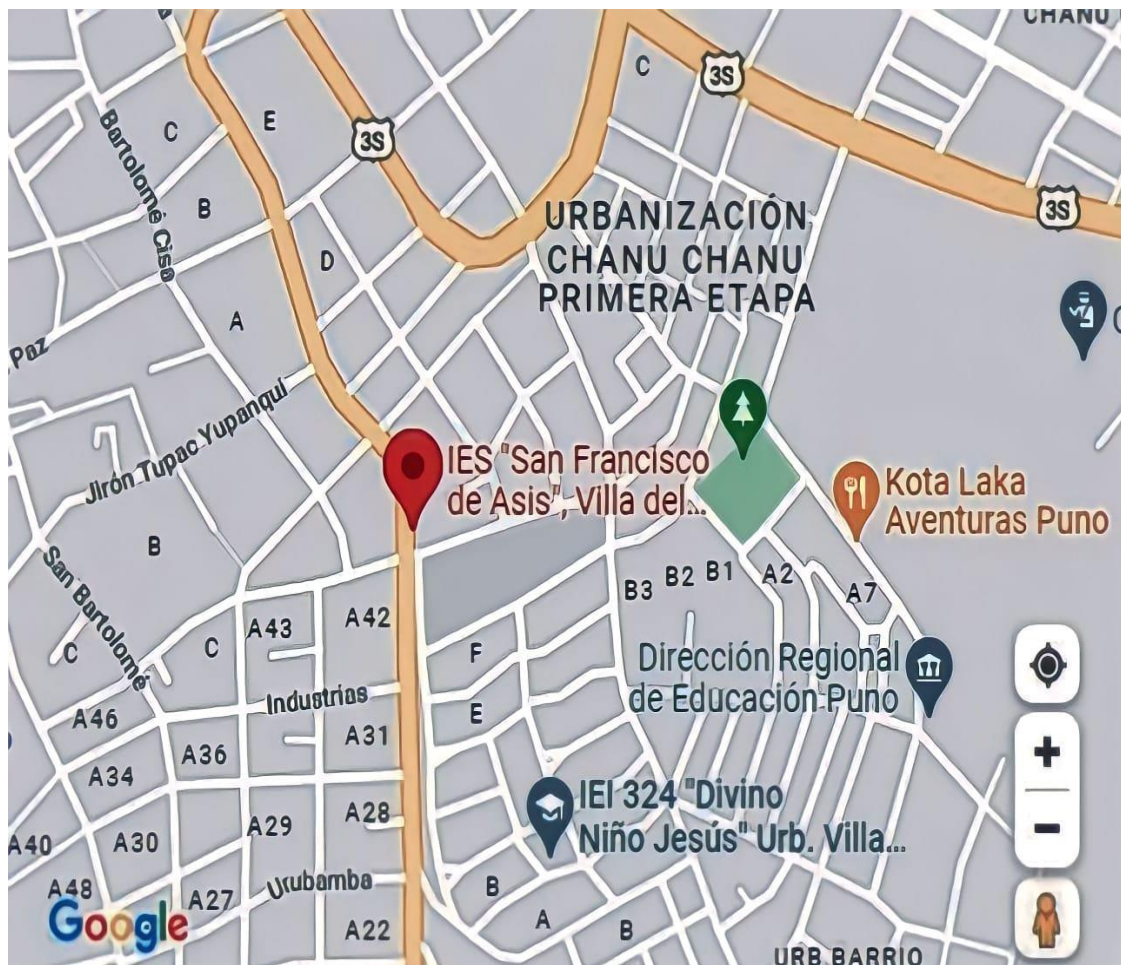 CHANU
C
3S
3S
E
C
Bartolomé Cisa
B
URBANIZACIÓN
CHANU CHANU
PRIMERA ETAPA
3S
D
A
Paz
Jirón Tupac Yupanqui
IES "San Francisco
de Asis", Villa del...
Kota Laka
Aventuras Puno
B
San Bartolomé
B3
B2
B1
A2
A7
A43
A42
C
C
F
Dirección Regional
de Educación Puno
Industrias
E
A46
A36
A31
A34
IEI 324 "Divino
Niño Jesús" Urb. Villa...
A40
A30
A29
A28
A48
A27
Urubamba
B
A
B
A22
Google
URB.BARRIO